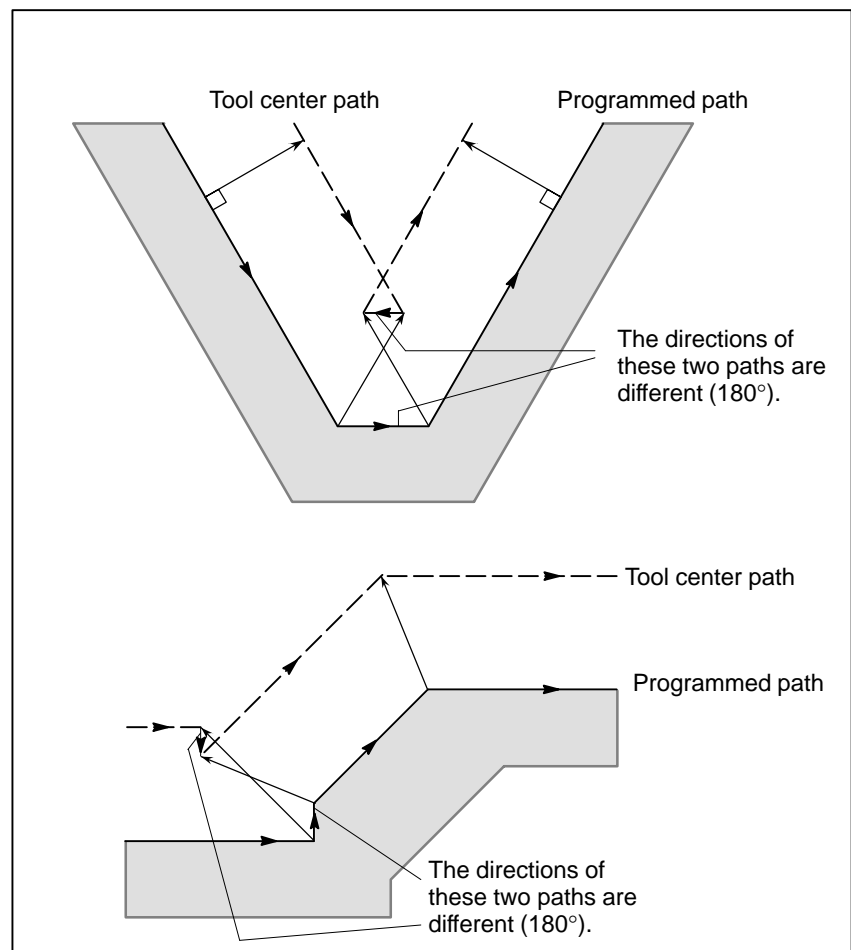 Tool center path
Programmed path
The directions of
these two paths are
different (180°).
Tool center path
Programmed path
The directions of
these two paths are
different (180°).